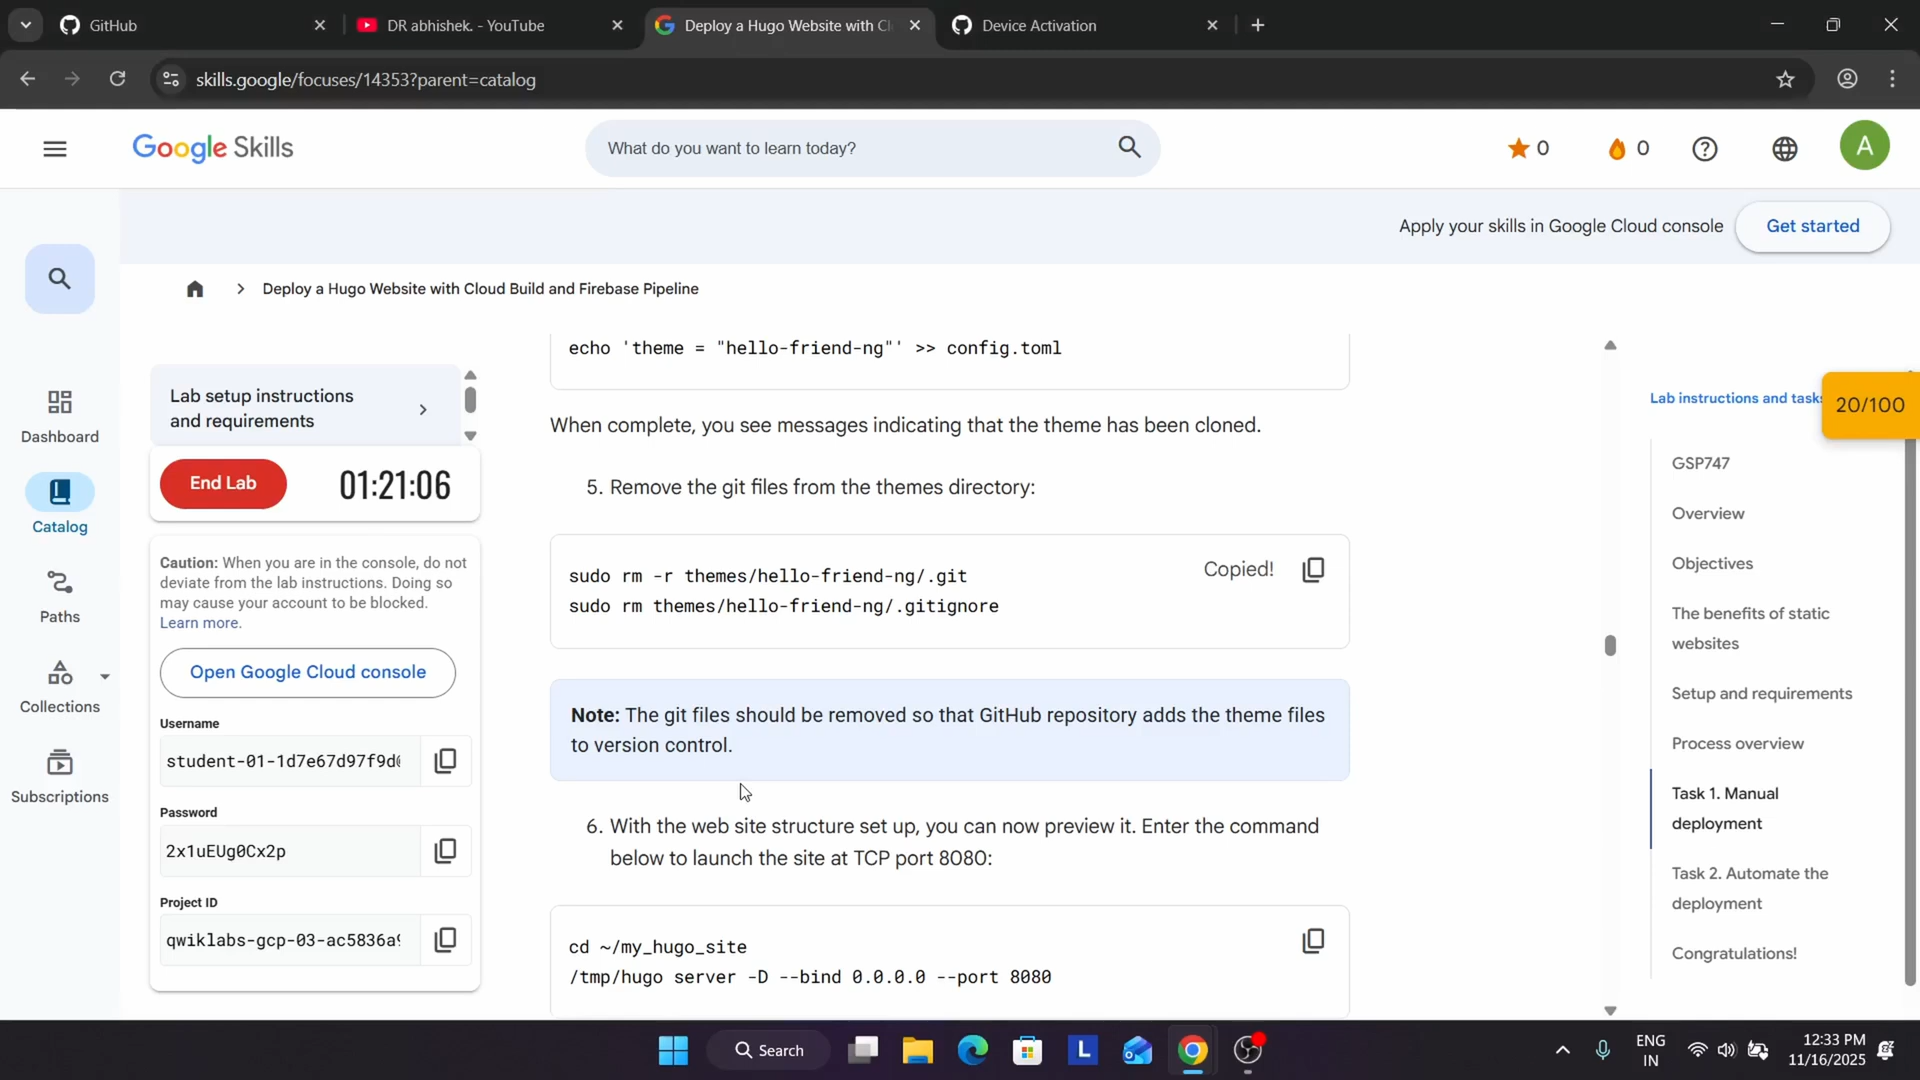 GitHub
DR abhishek. - YouTube
Deploy a Hugo Website with Cl
Device Activation
skills.google/focuses/14353?parent=catalog
Google Skills
What do you want to learn today?
0
0
A
Apply your skills in Google Cloud console
Get started
Deploy a Hugo Website with Cloud Build and Firebase Pipeline
Dashboard
Catalog
Paths
Collections
Subscriptions
Lab setup instructions
and requirements
End Lab
01:21:06
Caution: When you are in the console, do not
deviate from the lab instructions. Doing so
may cause your account to be blocked.
Learn more.
Open Google Cloud console
Username
student-01-1d7e67d97f9d
Password
2x1uEUg0Cx2p
Project ID
qwiklabs-gcp-03-ac5836a
echo 'theme = "hello-friend-ng"' >> config.toml
When complete, you see messages indicating that the theme has been cloned.
5. Remove the git files from the themes directory:
sudo rm -r themes/hello-friend-ng/.git
sudo rm themes/hello-friend-ng/.gitignore
Copied!
Note: The git files should be removed so that GitHub repository adds the theme files
to version control.
6. With the web site structure set up, you can now preview it. Enter the command
below to launch the site at TCP port 8080:
cd ~/my_hugo_site
/tmp/hugo server -D --bind 0.0.0.0 --port 8080
Lab instructions and tasks
20/100
GSP747
Overview
Objectives
The benefits of static
websites
Setup and requirements
Process overview
Task 1. Manual
deployment
Task 2. Automate the
deployment
Congratulations!
Search
L
ENG
IN
12:33 PM
11/16/2025